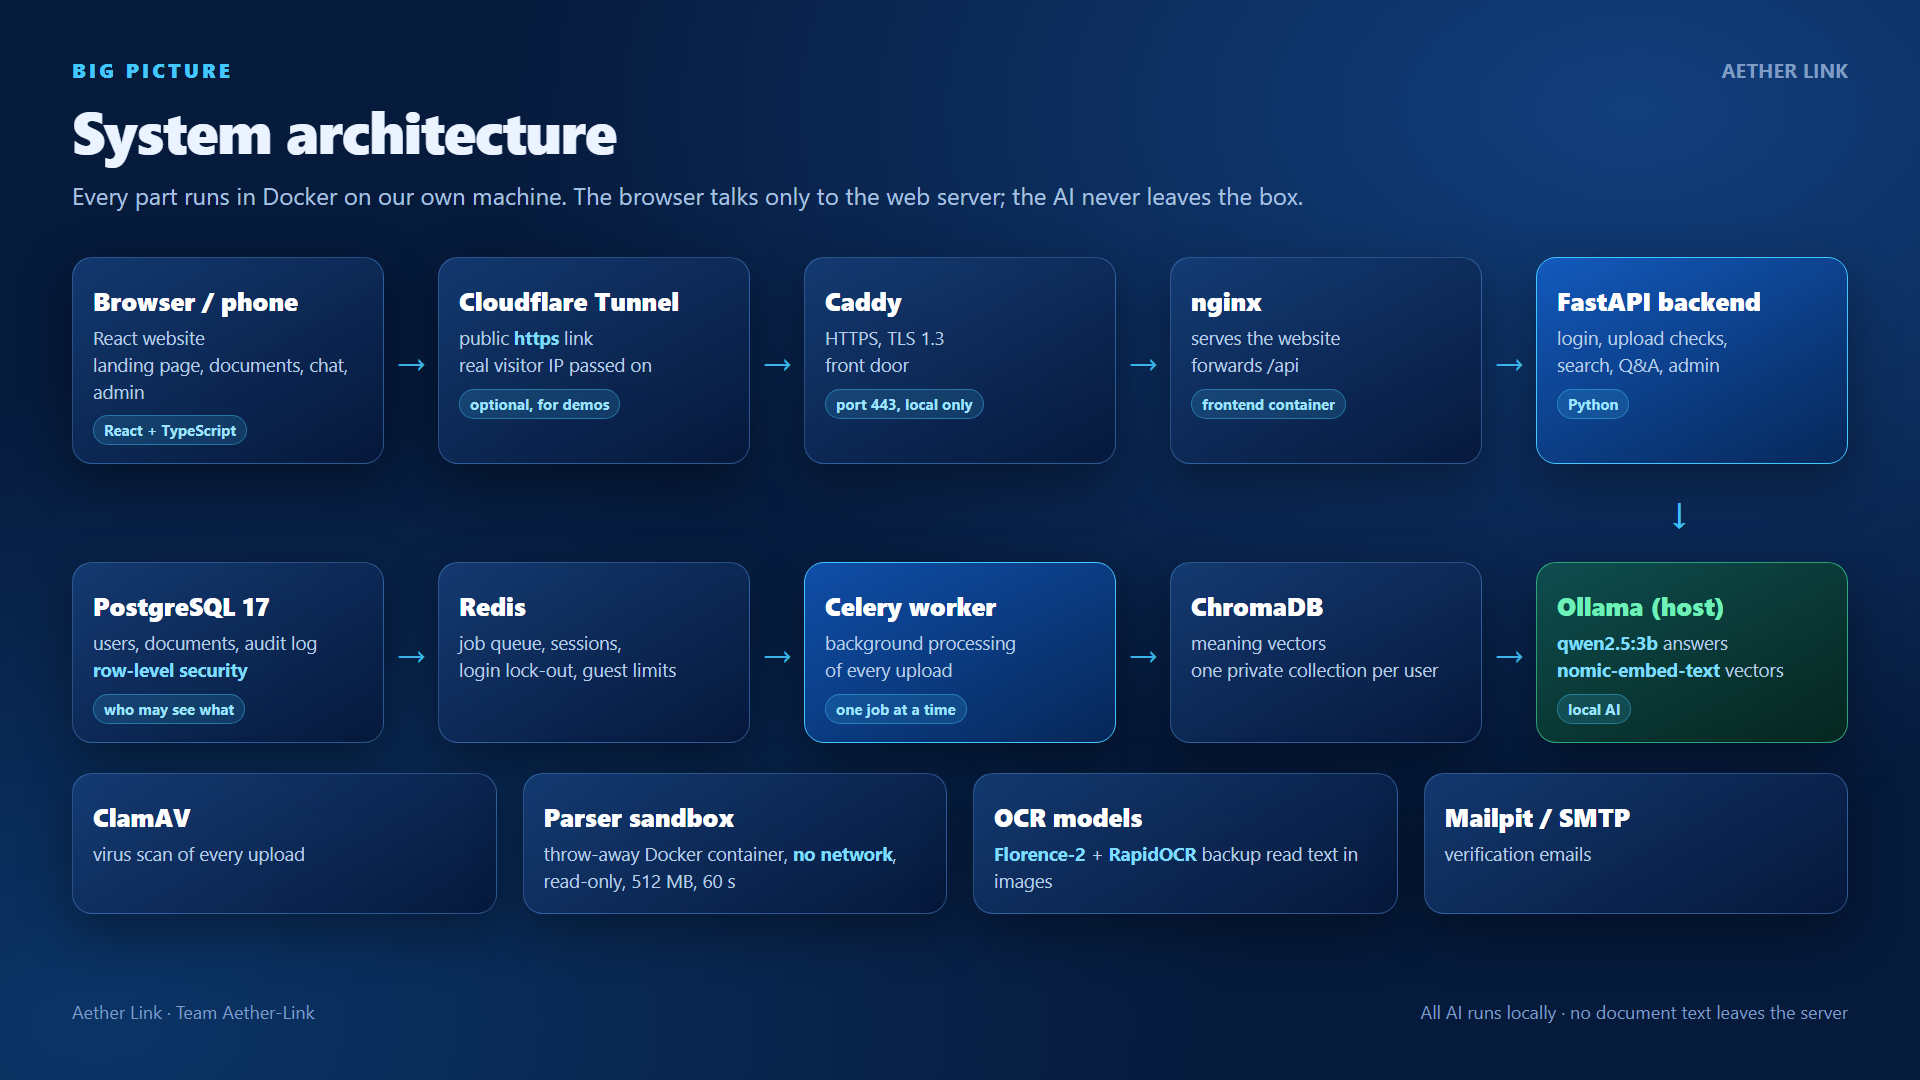 BIG PICTURE
AETHER LINK
System architecture
Every part runs in Docker on our own machine. The browser talks only to the web server; the AI never leaves the box.
Browser / phone
React website
landing page, documents, chat,
admin
React + TypeScript
→
Cloudflare Tunnel
public https link
real visitor IP passed on
optional, for demos
→
Caddy
HTTPS, TLS 1.3
front door
port 443, local only
→
nginx
serves the website
forwards /api
frontend container
→
FastAPI backend
login, upload checks,
search, Q&A, admin
Python
↓
PostgreSQL 17
users, documents, audit log
row-level security
who may see what
→
Redis
job queue, sessions,
login lock-out, guest limits
→
Celery worker
background processing
of every upload
one job at a time
→
ChromaDB
meaning vectors
one private collection per user
→
Ollama (host)
qwen2.5:3b answers
nomic-embed-text vectors
local AI
ClamAV
virus scan of every upload
Parser sandbox
throw-away Docker container, no network,
read-only, 512 MB, 60 s
OCR models
Florence-2 + RapidOCR backup read text in
images
Mailpit / SMTP
verification emails
Aether Link · Team Aether-Link
All AI runs locally · no document text leaves the server